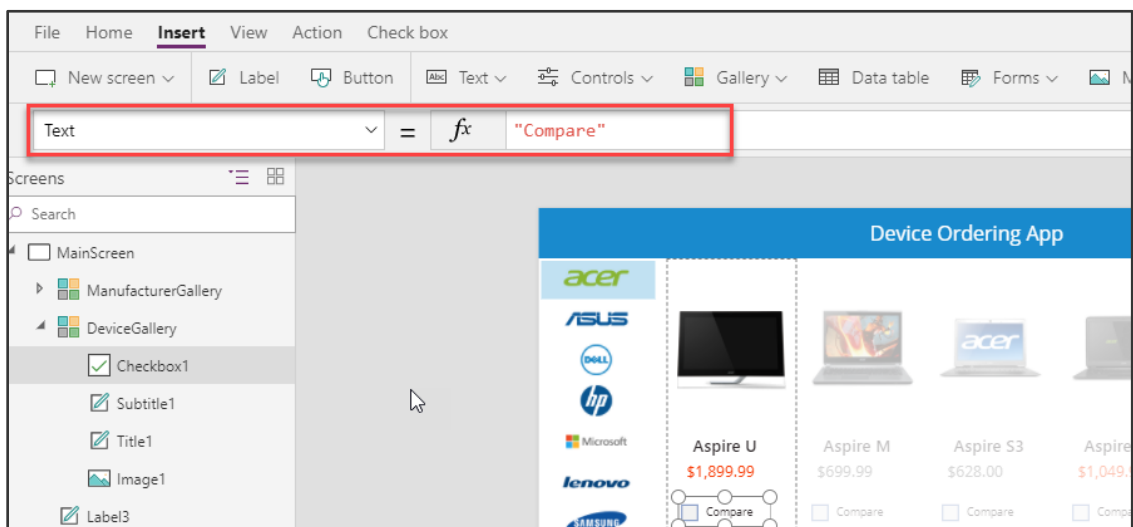 File Home Insert View Action Check box
New screen Label Button Abc Text Controls Gallery Data table Forms
Text = fx "Compare"
Screens
Search
MainScreen
ManufacturerGallery
DeviceGallery
Checkbox1
Subtitle1
Title1
Image1
Label3
Device Ordering App
acer
ASUS
DELL
hp
Microsoft
lenovo
SAMSUNG
acer
Aspire U Aspire M Aspire S3 Aspire
$1,899.99 $699.99 $628.00 $1,049.
Compare Compare Compare Compa